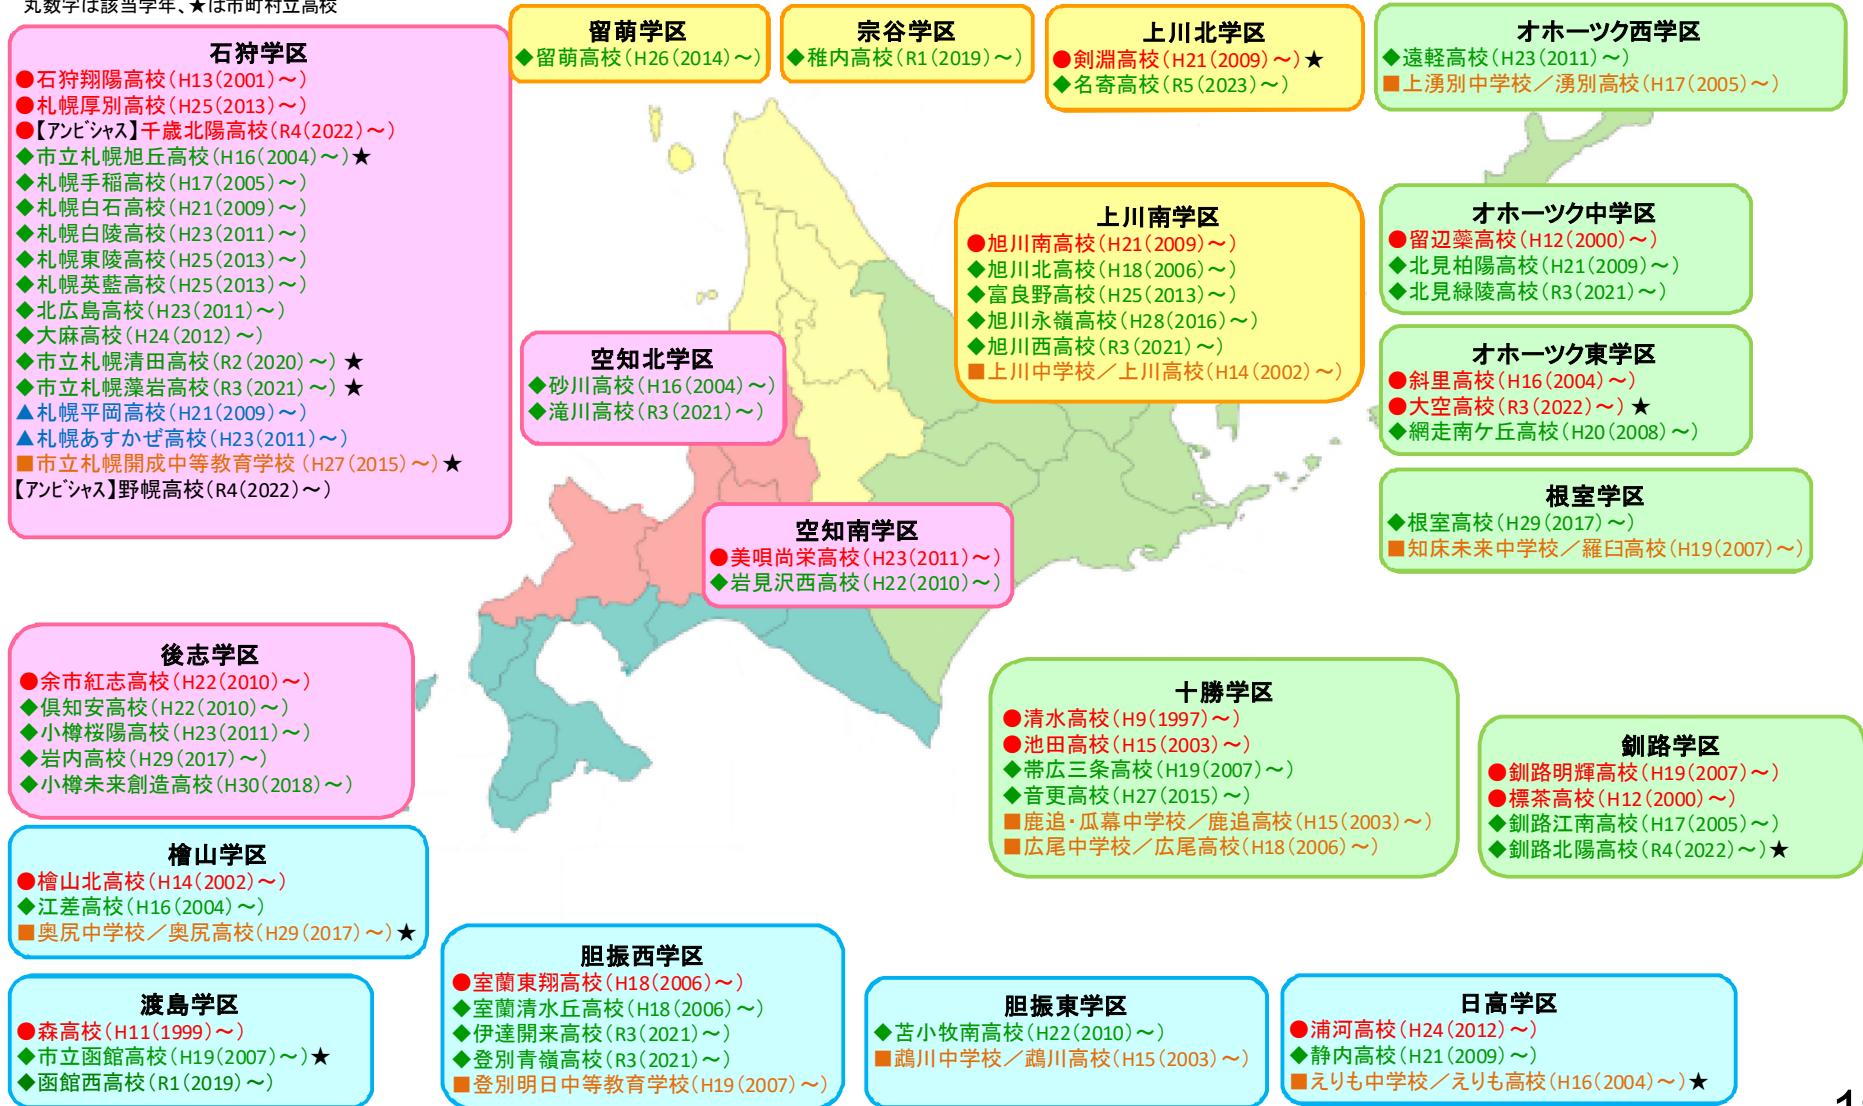 丸数字は該当学年、★は市町村立高校
石狩学区
●石狩翔陽高校(H13(2001)～)
●札幌厚別高校(H25(2013)～)
●【アンビシャス】千歳北陽高校(R4(2022)～)
◆市立札幌旭丘高校(H16(2004)～)★
◆札幌手稲高校(H17(2005)～)
◆札幌白石高校(H21(2009)～)
◆札幌白陵高校(H23(2011)～)
◆札幌東陵高校(H25(2013)～)
◆札幌英藍高校(H25(2013)～)
◆北広島高校(H23(2011)～)
◆大麻高校(H24(2012)～)
◆市立札幌清田高校(R2(2020)～)★
◆市立札幌藻岩高校(R3(2021)～)★
▲札幌平岡高校(H21(2009)～)
▲札幌あすかぜ高校(H23(2011)～)
■市立札幌開成中等教育学校(H27(2015)～)★
【アンビシャス】野幌高校(R4(2022)～)
留萌学区
◆留萌高校(H26(2014)～)
宗谷学区
◆稚内高校(R1(2019)～)
上川北学区
●剣淵高校(H21(2009)～)★
◆名寄高校(R5(2023)～)
オホーツク西学区
◆遠軽高校(H23(2011)～)
■上湧別中学校／湧別高校(H17(2005)～)
上川南学区
●旭川南高校(H21(2009)～)
◆旭川北高校(H18(2006)～)
◆富良野高校(H25(2013)～)
◆旭川永嶺高校(H28(2016)～)
◆旭川西高校(R3(2021)～)
■上川中学校／上川高校(H14(2002)～)
オホーツク中学区
●留辺蘂高校(H12(2000)～)
◆北見柏陽高校(H21(2009)～)
◆北見緑陵高校(R3(2021)～)
空知北学区
◆砂川高校(H16(2004)～)
◆滝川高校(R3(2021)～)
オホーツク東学区
●斜里高校(H16(2004)～)
●大空高校(R3(2022)～)★
◆網走南ケ丘高校(H20(2008)～)
根室学区
◆根室高校(H29(2017)～)
■知床未来中学校／羅臼高校(H19(2007)～)
空知南学区
●美唄尚栄高校(H23(2011)～)
◆岩見沢西高校(H22(2010)～)
後志学区
●余市紅志高校(H22(2010)～)
◆倶知安高校(H22(2010)～)
◆小樽桜陽高校(H23(2011)～)
◆岩内高校(H29(2017)～)
◆小樽未来創造高校(H30(2018)～)
十勝学区
●清水高校(H9(1997)～)
●池田高校(H15(2003)～)
◆帯広三条高校(H19(2007)～)
◆音更高校(H27(2015)～)
■鹿追・瓜幕中学校／鹿追高校(H15(2003)～)
■広尾中学校／広尾高校(H18(2006)～)
釧路学区
●釧路明輝高校(H19(2007)～)
●標茶高校(H12(2000)～)
◆釧路江南高校(H17(2005)～)
◆釧路北陽高校(R4(2022)～)★
檜山学区
●檜山北高校(H14(2002)～)
◆江差高校(H16(2004)～)
■奥尻中学校／奥尻高校(H29(2017)～)★
渡島学区
●森高校(H11(1999)～)
◆市立函館高校(H19(2007)～)★
◆函館西高校(R1(2019)～)
胆振西学区
●室蘭東翔高校(H18(2006)～)
◆室蘭清水丘高校(H18(2006)～)
◆伊達開来高校(R3(2021)～)
◆登別青嶺高校(R3(2021)～)
■登別明日中等教育学校(H19(2007)～)
胆振東学区
◆苫小牧南高校(H22(2010)～)
■鵡川中学校／鵡川高校(H15(2003)～)
日高学区
●浦河高校(H24(2012)～)
◆静内高校(H21(2009)～)
■えりも中学校／えりも高校(H16(2004)～)★